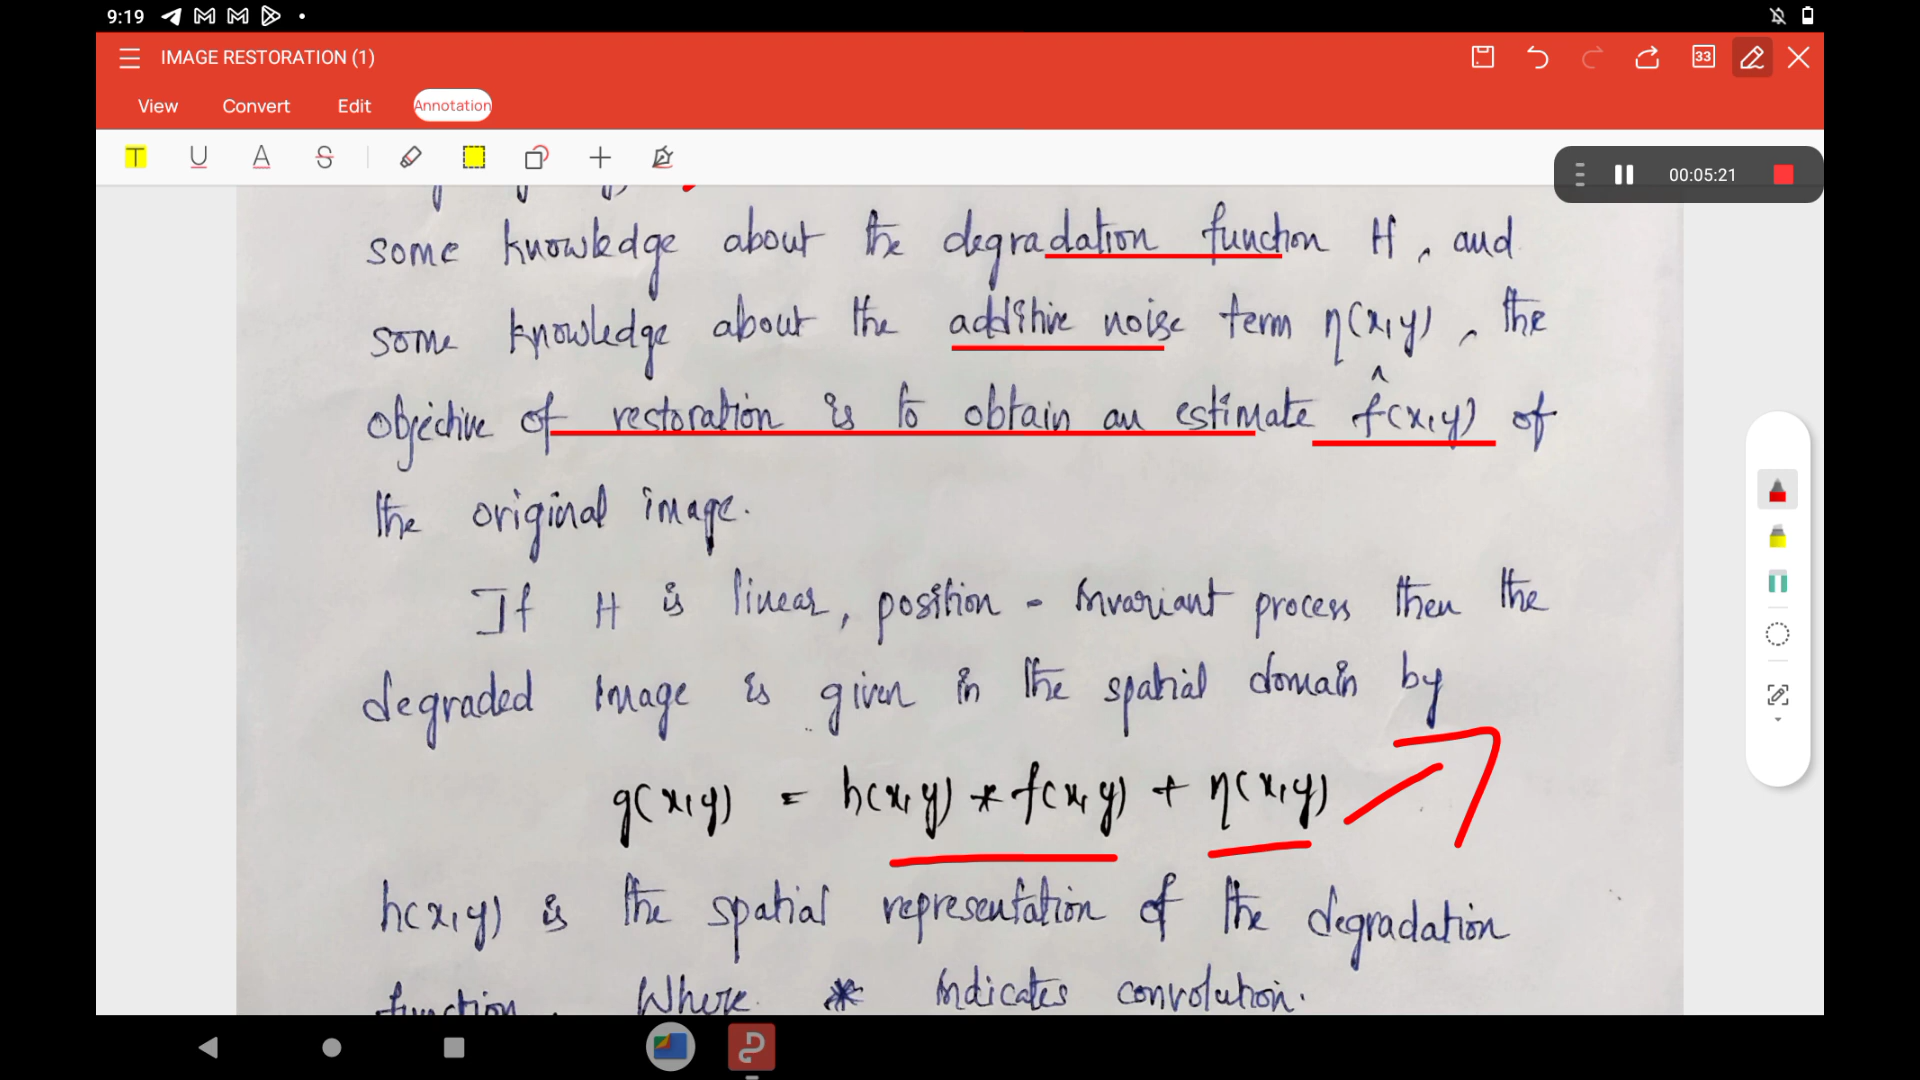 9:19
IMAGE RESTORATION (1)
33
View Convert Edit Annotation
T U A S
00:05:21
some knowledge about the degradation function H, and
some knowledge about the additive noise term η(x,y), the
objective of restoration is to obtain an estimate f̂(x,y) of
the original image.
If H is linear, position - invariant process then the
degraded image is given in the spatial domain by
g(x,y) = h(x,y) * f(x,y) + η(x,y)
h(x,y) is the spatial representation of the degradation
function. Where * indicates convolution.